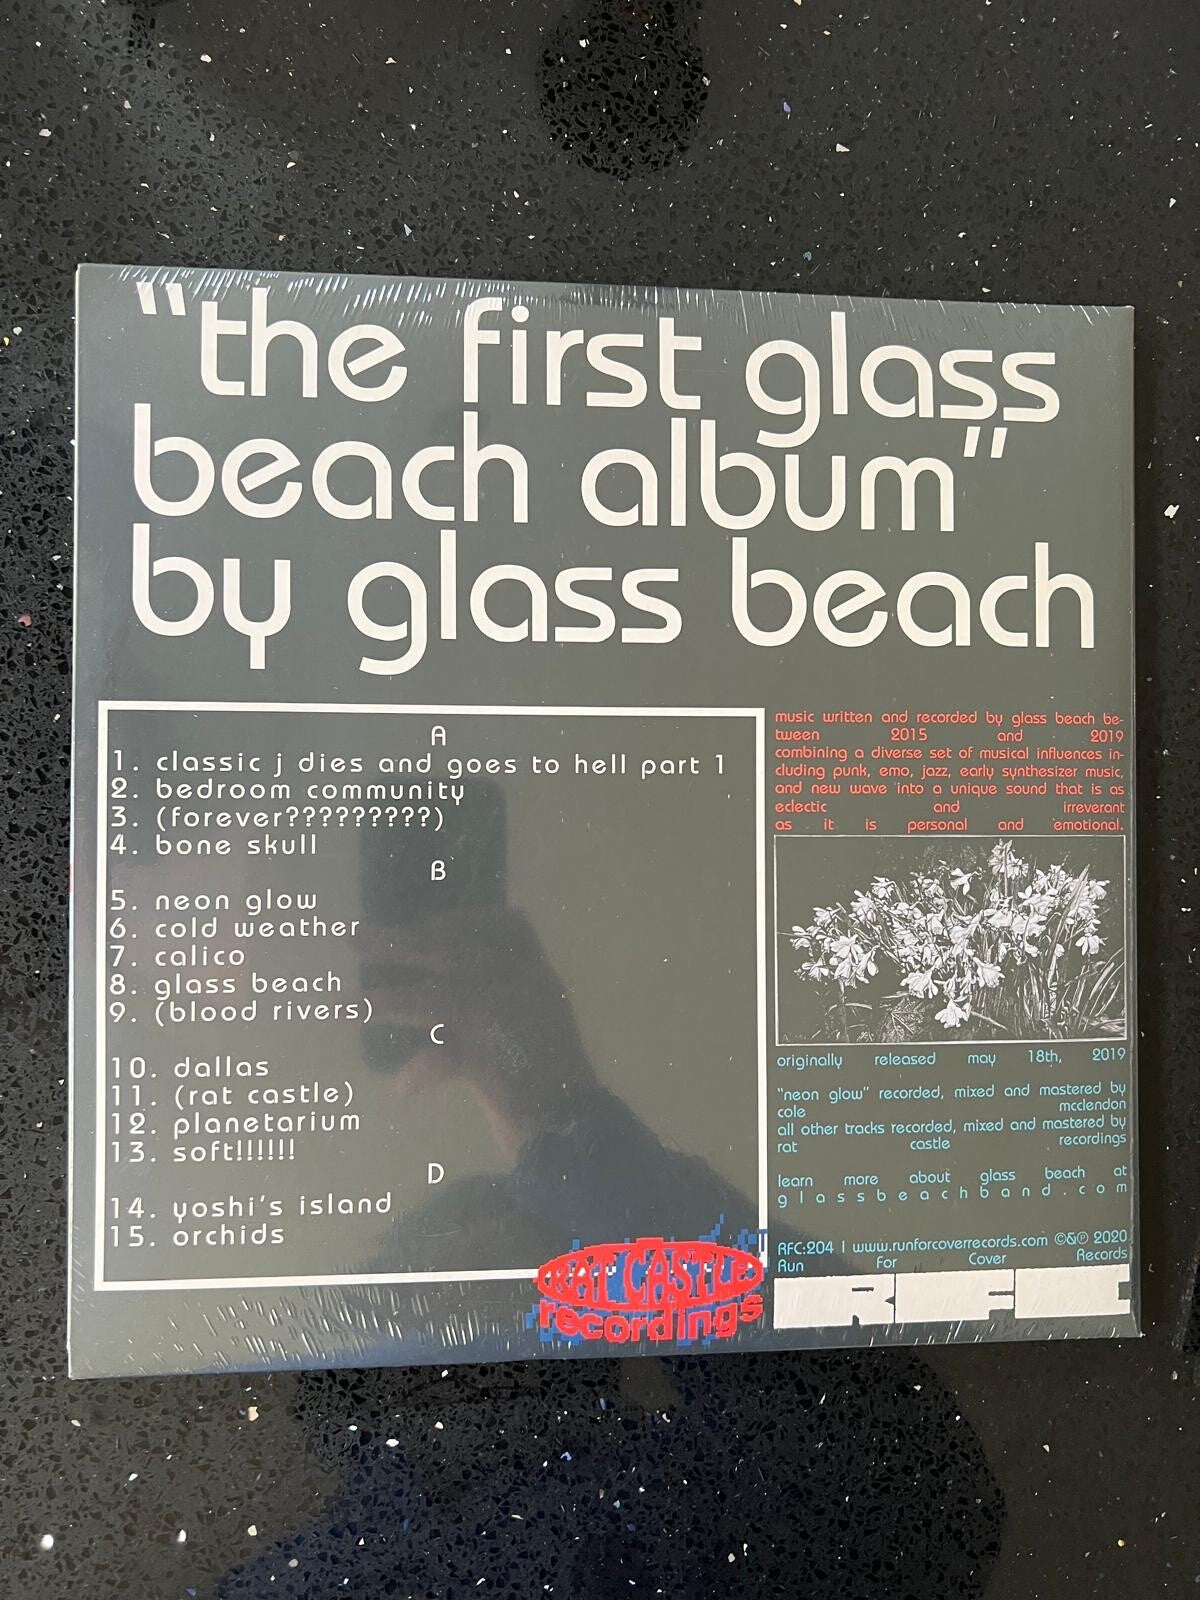 "the first glass
beach album"
by glass beach
A
1. classic j dies and goes to hell part 1
2. bedroom community
3. (forever?????????)
4. bone skull
B
5. neon glow
6. cold weather
7. calico
8. glass beach
9. (blood rivers)
C
10. dallas
11. (rat castle)
12. planetarium
13. soft!!!!!!
D
14. yoshi's island
15. orchids
RAT CASTLE
recordings
music written and recorded by glass beach be-
tween 2015 and 2019
combining a diverse set of musical influences in-
cluding punk, emo, jazz, early synthesizer music,
and new wave into a unique sound that is as
eclectic and irreverant
as it is personal and emotional.
originally released may 18th, 2019
"neon glow" recorded, mixed and mastered by
cole mcclendon
all other tracks recorded, mixed and mastered by
rat castle recordings
learn more about glass beach at
glassbeachband.com
RFC:204 | www.runforcoverrecords.com ©&℗ 2020
Run For Cover Records
RFC